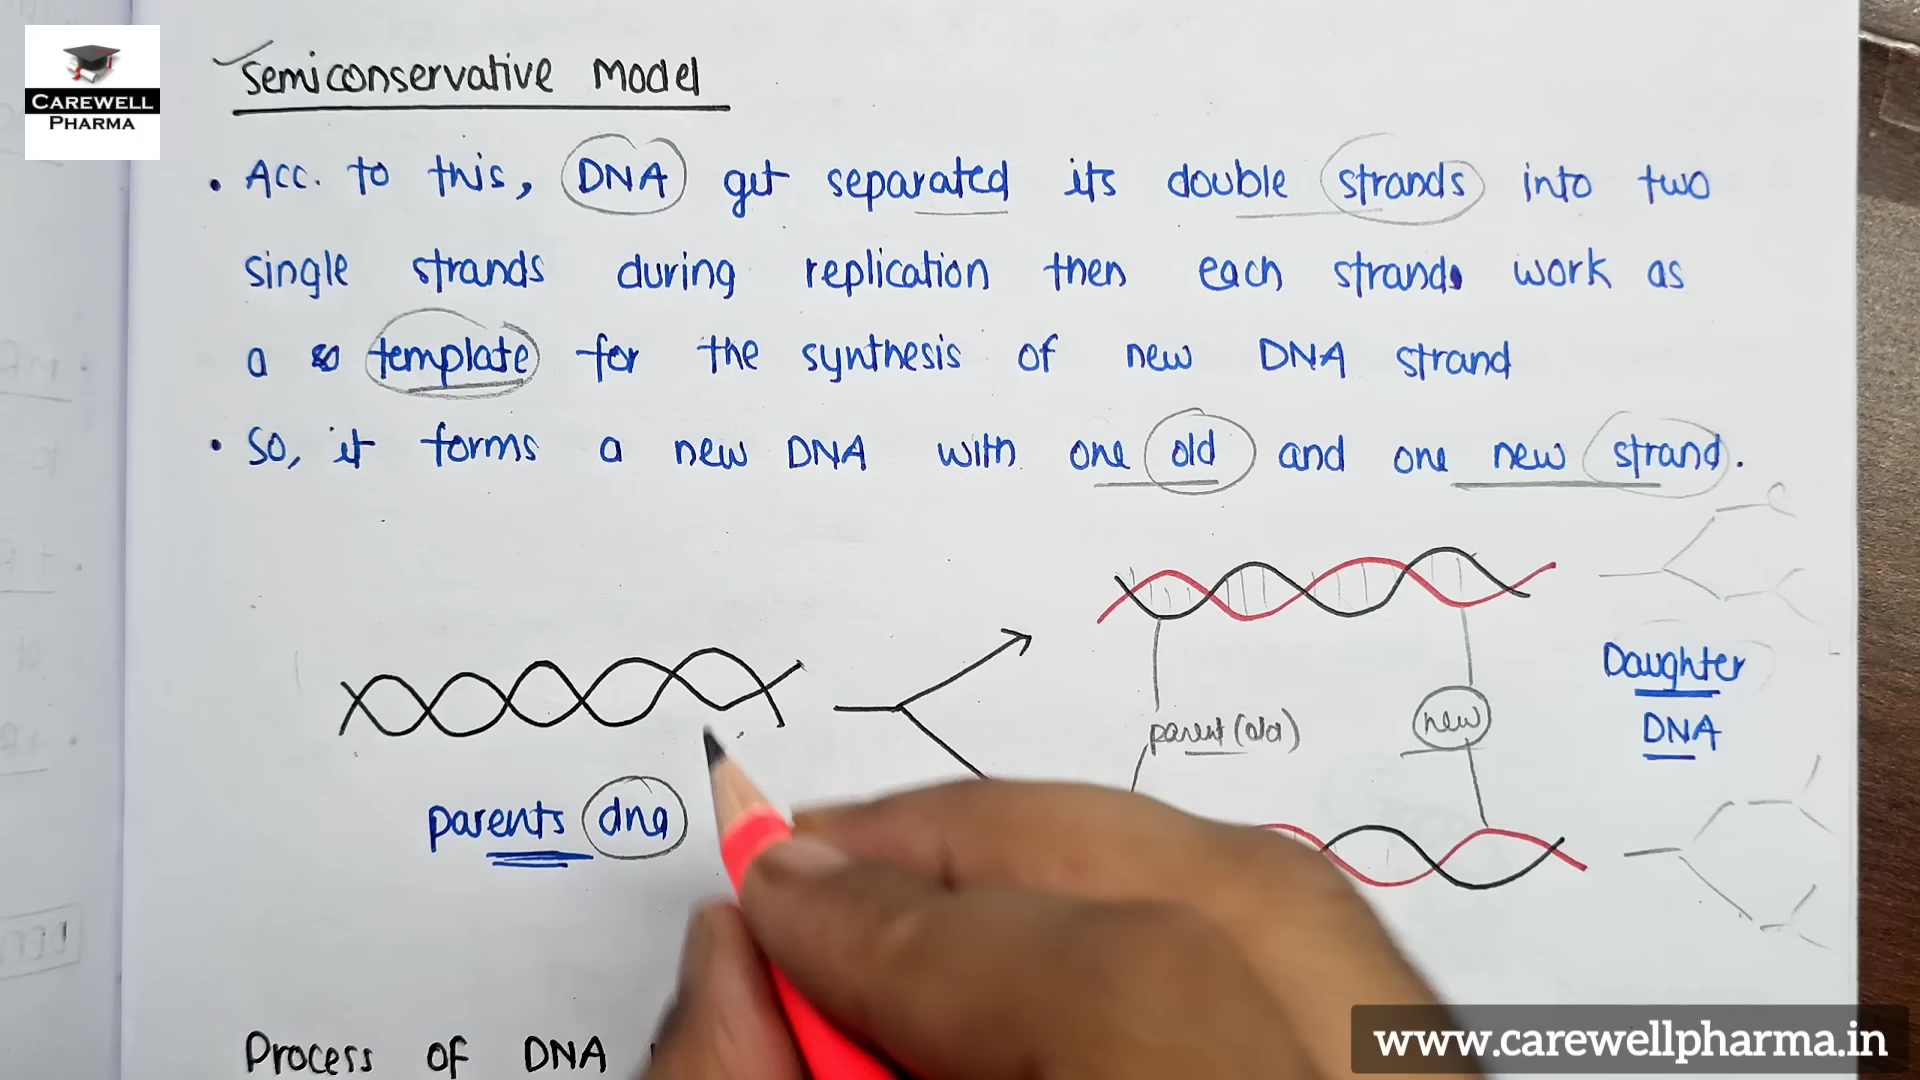 CAREWELL
PHARMA
Semiconservative Model
• Acc. to this, DNA get separated its double strands into two
single strands during replication then each strand work as
a template for the synthesis of new DNA strand
• So, it forms a new DNA with one old and one new strand.
parents dna
parent (old)
new
Daughter
DNA
Process OF DNA
www.carewellpharma.in